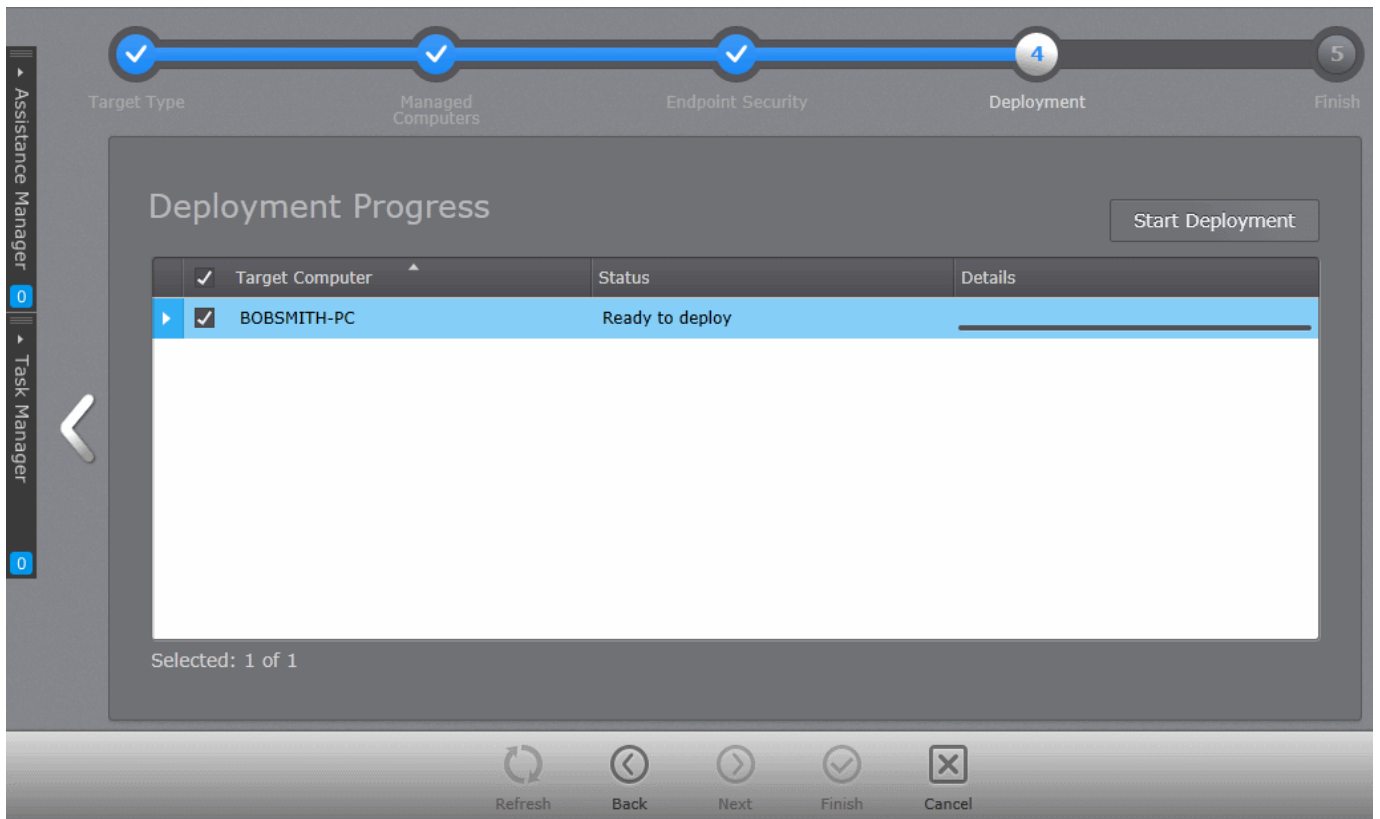 4
5
Target Type
Managed
Computers
Endpoint Security
Deployment
Finish
Assistance Manager
0
Task Manager
0
Deployment Progress
Start Deployment
Target Computer
Status
Details
BOBSMITH-PC
Ready to deploy
Selected: 1 of 1
Refresh
Back
Next
Finish
Cancel